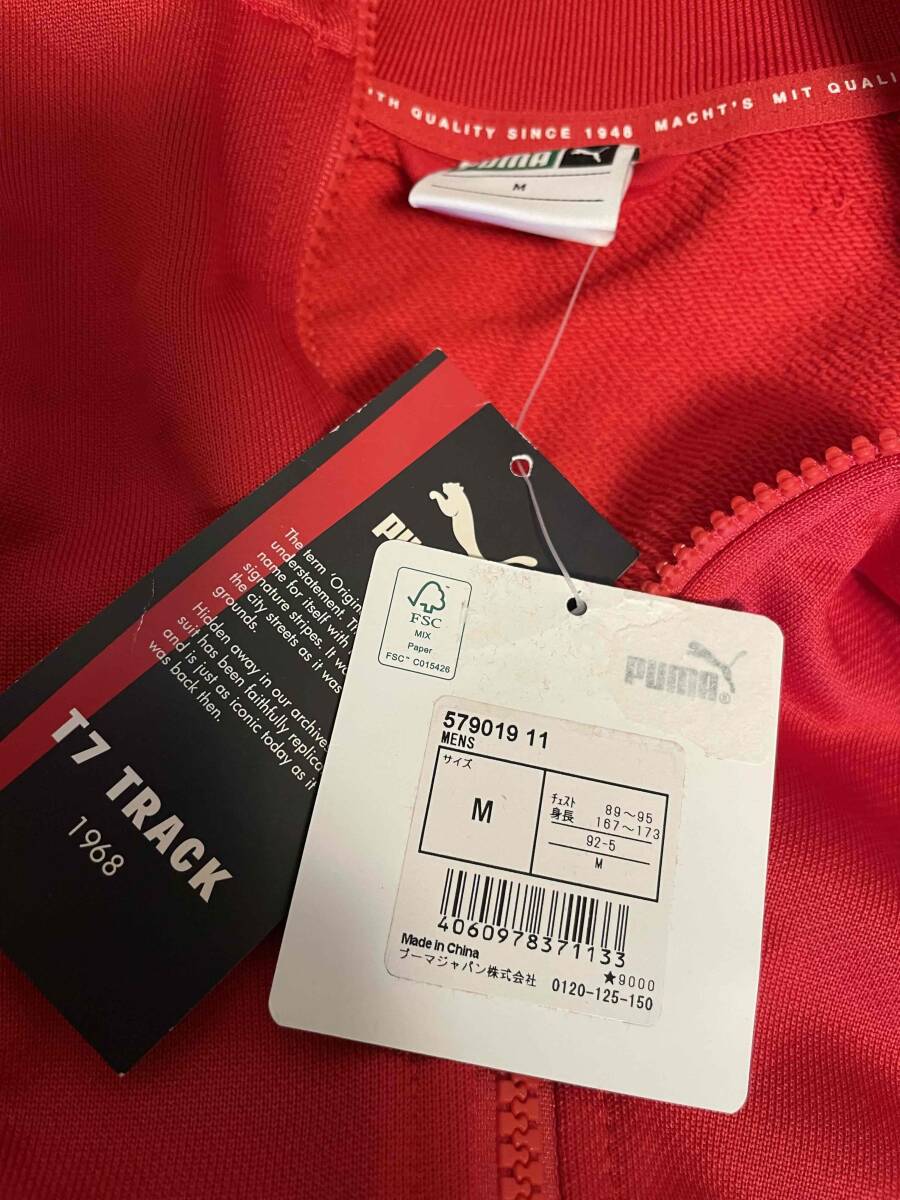 QUALITY SINCE 1948 MACHT'S MIT QUALI
PUMA
M
The term 'Origin
understatement. Th
name for itself with
signature stripes. It wa
the city streets as it was
grounds.
Hidden away in our archive
suit has been faithfully replica
and is just as iconic today as it
was back then.
T7 TRACK
1968
FSC
MIX
Paper
FSC™ C015426
PUMA®
579019 11
MENS
サイズ
M
チェスト 89～95
身長 167～173
92-5
M
4060978371133
Made in China
★9000
プーマジャパン株式会社 0120-125-150